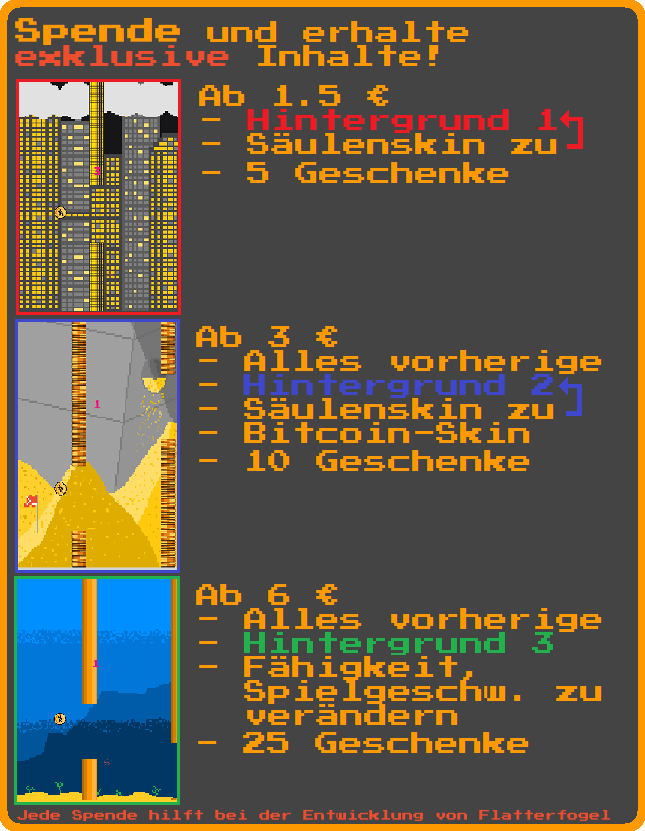 Spende und erhalte
exklusive Inhalte!
Ab 1.5 €
- Hintergrund 1
- Säulenskin zu
- 5 Geschenke
Ab 3 €
- Alles vorherige
- Hintergrund 2
- Säulenskin zu
- Bitcoin-Skin
- 10 Geschenke
1
Ab 6 €
- Alles vorherige
- Hintergrund 3
- Fähigkeit,
Spielgeschw. zu
verändern
- 25 Geschenke
1
Jede Spende hilft bei der Entwicklung von Flatterfogel